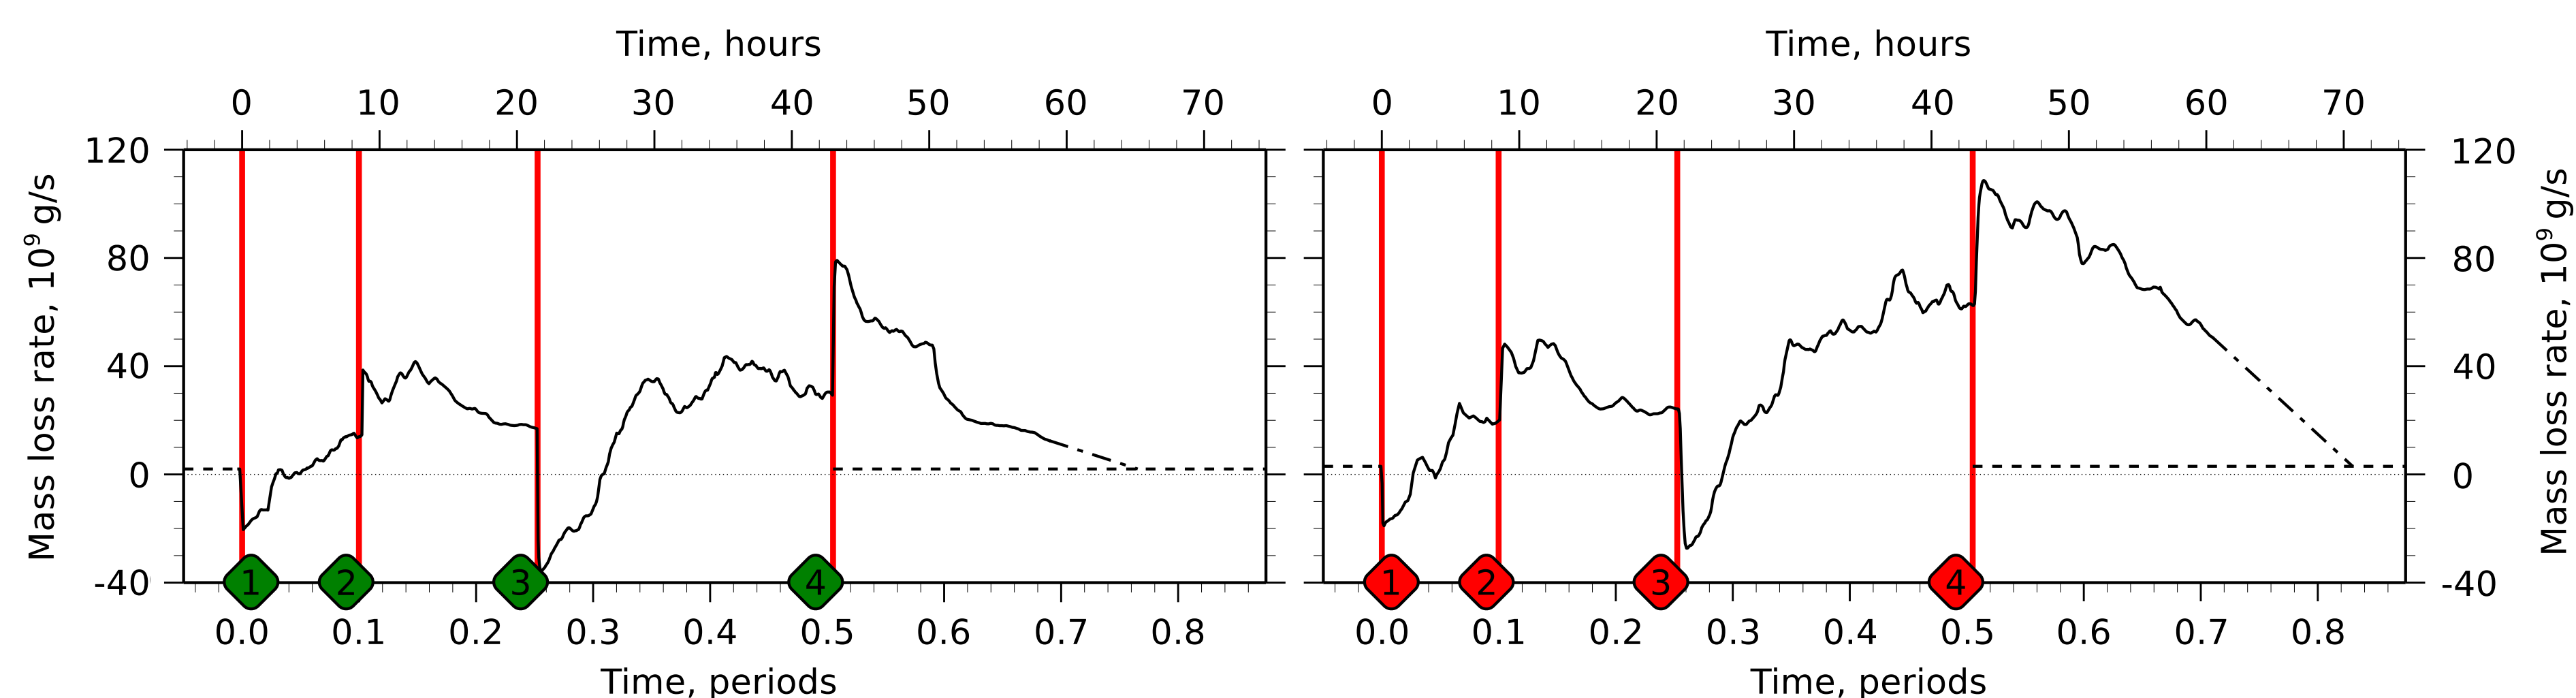 Time, hours Time, hours
0 10 20 30 40 50 60 70 0 10 20 30 40 50 60 70
120 120
80 80
40 40
0 0
-40 -40
Mass loss rate, 10⁹ g/s Mass loss rate, 10⁹ g/s
1 2 3 4 1 2 3 4
0.0 0.1 0.2 0.3 0.4 0.5 0.6 0.7 0.8 0.0 0.1 0.2 0.3 0.4 0.5 0.6 0.7 0.8
Time, periods Time, periods